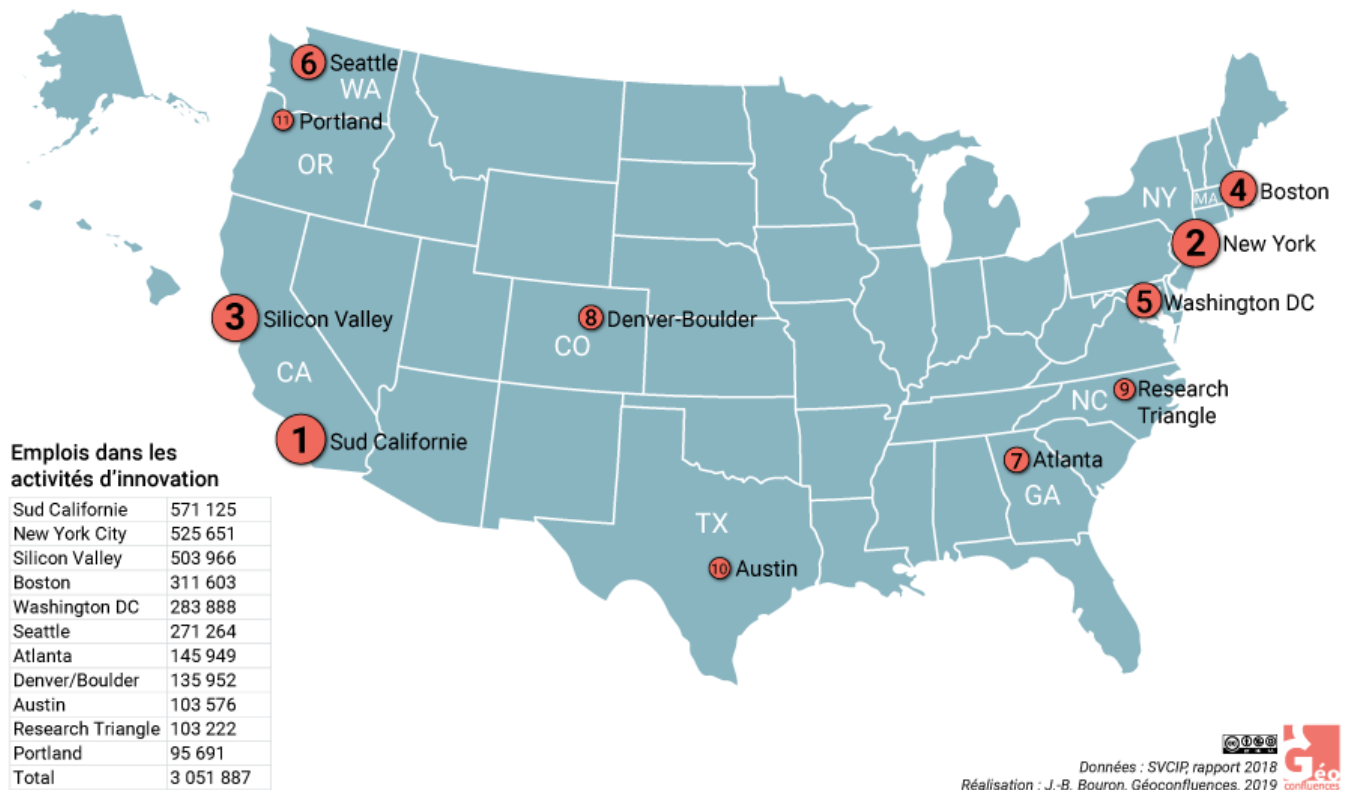 6 Seattle
WA
11 Portland
OR
NY
MA
4 Boston
2 New York
5 Washington DC
3 Silicon Valley
8 Denver-Boulder
CO
CA
9 Research
Triangle
NC
1 Sud Californie
7 Atlanta
GA
TX
10 Austin
Emplois dans les
activités d’innovation
Sud Californie 571 125
New York City 525 651
Silicon Valley 503 966
Boston 311 603
Washington DC 283 888
Seattle 271 264
Atlanta 145 949
Denver/Boulder 135 952
Austin 103 576
Research Triangle 103 222
Portland 95 691
Total 3 051 887
Données : SVCIP, rapport 2018
Réalisation : J.-B. Bouron, Géoconfluences, 2019
Géo
confluences